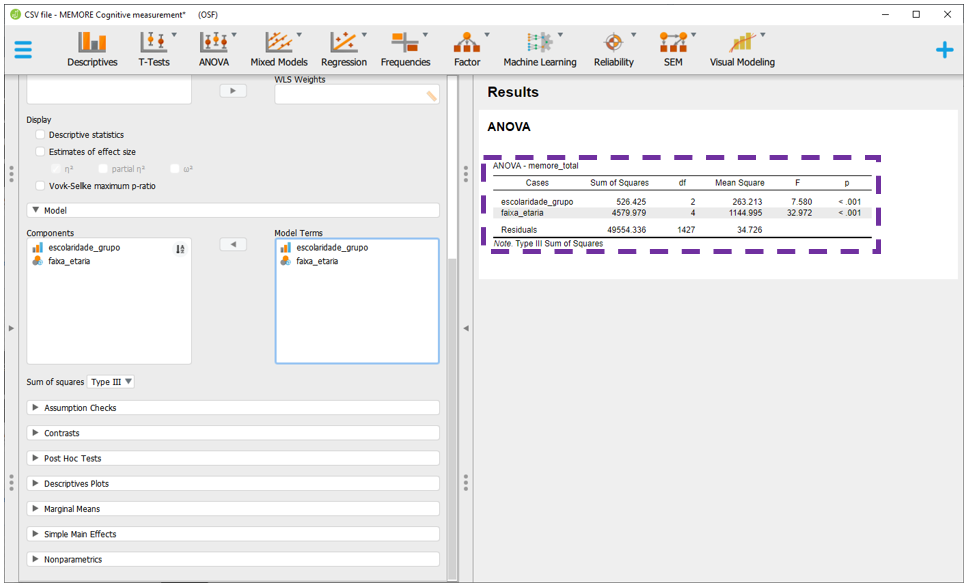 CSV file - MEMORE Cognitive measurement* (OSF)
Descriptives
T-Tests
ANOVA
Mixed Models
Regression
Frequencies
Factor
Machine Learning
Reliability
SEM
Visual Modeling
WLS Weights
Display
Descriptive statistics
Estimates of effect size
η² partial η² ω²
Vovk-Sellke maximum p-ratio
Model
Components
escolaridade_grupo
faixa_etaria
Model Terms
escolaridade_grupo
faixa_etaria
Sum of squares Type III
Assumption Checks
Contrasts
Post Hoc Tests
Descriptives Plots
Marginal Means
Simple Main Effects
Nonparametrics
Results
ANOVA
ANOVA - memore_total
Cases Sum of Squares df Mean Square F p
escolaridade_grupo 526.425 2 263.213 7.580 < .001
faixa_etaria 4579.979 4 1144.995 32.972 < .001
Residuals 49554.336 1427 34.726
Note. Type III Sum of Squares